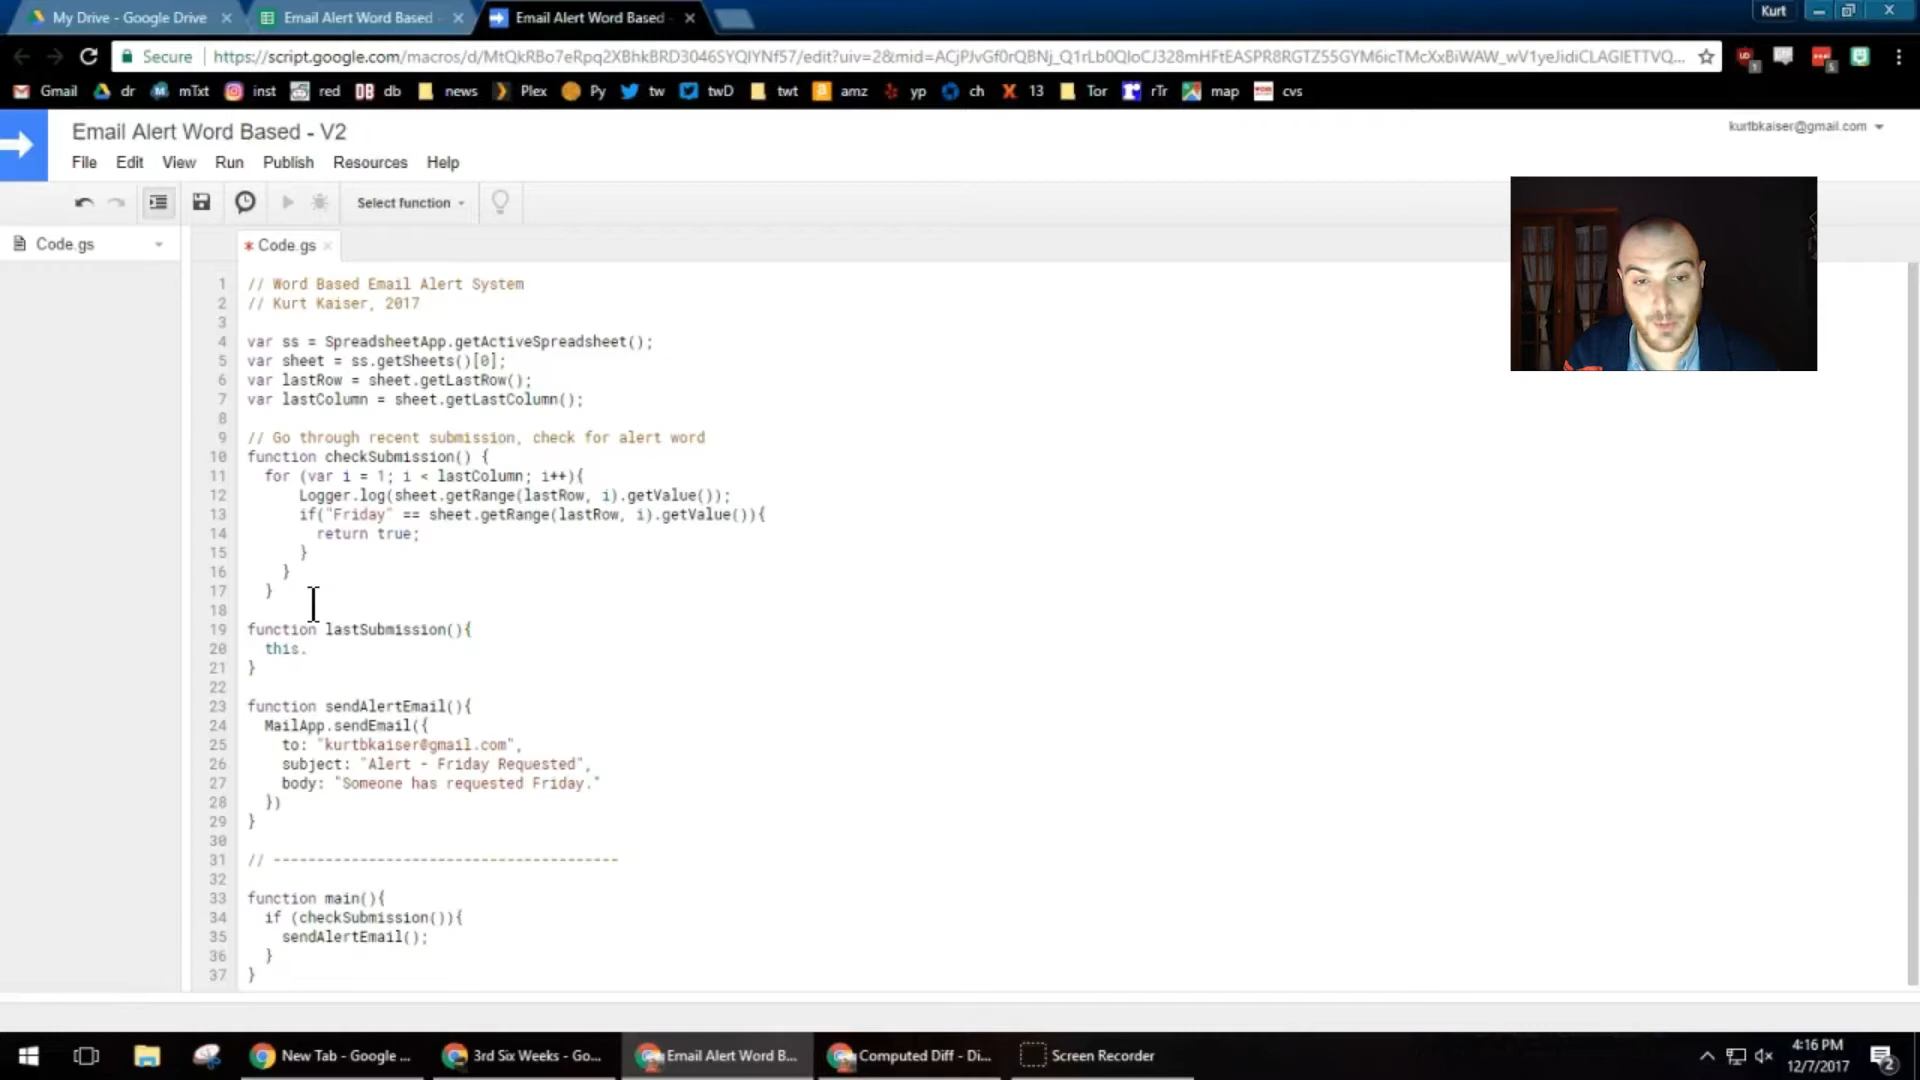 My Drive - Google Drive
Email Alert Word Based
Email Alert Word Based
Kurt
Secure
https://script.google.com/macros/d/MtQkRBo7eRpq2XBhkBRD3046SYQlYNf57/edit?uiv=2&mid=ACjPJvGf0rQBNj_Q1rLb0QloCJ328mHFtEASPR8RGTZ55GYM6icTMcXxBiWAW_wV1yeJidiCLAGIETTVQ...
Gmail dr mTxt inst red db news Plex Py tw twD twt amz yp ch 13 Tor rTr map cvs
Email Alert Word Based - V2
kurtbkaiser@gmail.com
File Edit View Run Publish Resources Help
Select function
Code.gs
* Code.gs
1 // Word Based Email Alert System
2 // Kurt Kaiser, 2017
3
4 var ss = SpreadsheetApp.getActiveSpreadsheet();
5 var sheet = ss.getSheets()[0];
6 var lastRow = sheet.getLastRow();
7 var lastColumn = sheet.getLastColumn();
8
9 // Go through recent submission, check for alert word
10 function checkSubmission() {
11 for (var i = 1; i < lastColumn; i++){
12 Logger.log(sheet.getRange(lastRow, i).getValue());
13 if("Friday" == sheet.getRange(lastRow, i).getValue()){
14 return true;
15 }
16 }
17 }
18
19 function lastSubmission(){
20 this.
21 }
22
23 function sendAlertEmail(){
24 MailApp.sendEmail({
25 to: "kurtbkaiser@gmail.com",
26 subject: "Alert - Friday Requested",
27 body: "Someone has requested Friday."
28 })
29 }
30
31 // ----------------------------------------
32
33 function main(){
34 if (checkSubmission()){
35 sendAlertEmail();
36 }
37 }
New Tab - Google ...
3rd Six Weeks - Go...
Email Alert Word B...
Computed Diff - Di...
Screen Recorder
4:16 PM
12/7/2017
2